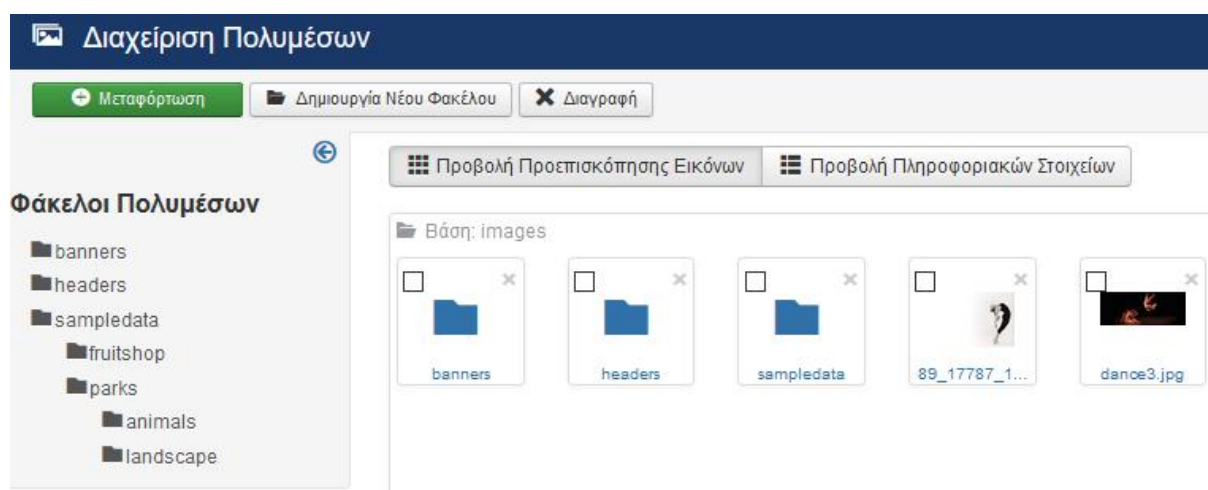 Διαχείριση Πολυμέσων
Μεταφόρτωση Δημιουργία Νέου Φακέλου Διαγραφή
Προβολή Προεπισκόπησης Εικόνων Προβολή Πληροφοριακών Στοιχείων
Φάκελοι Πολυμέσων
banners
headers
sampledata
fruitshop
parks
animals
landscape
Βάση: images
banners headers sampledata 89_17787_1... dance3.jpg